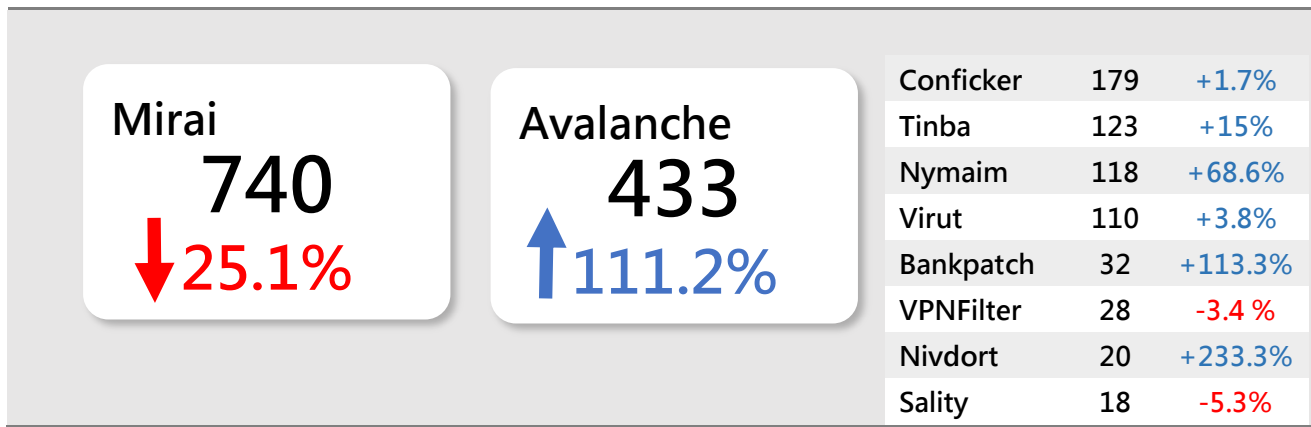 Mirai
740
25.1%
Avalanche
433
111.2%
Conficker 179 +1.7%
Tinba 123 +15%
Nymaim 118 +68.6%
Virut 110 +3.8%
Bankpatch 32 +113.3%
VPNFilter 28 -3.4 %
Nivdort 20 +233.3%
Sality 18 -5.3%